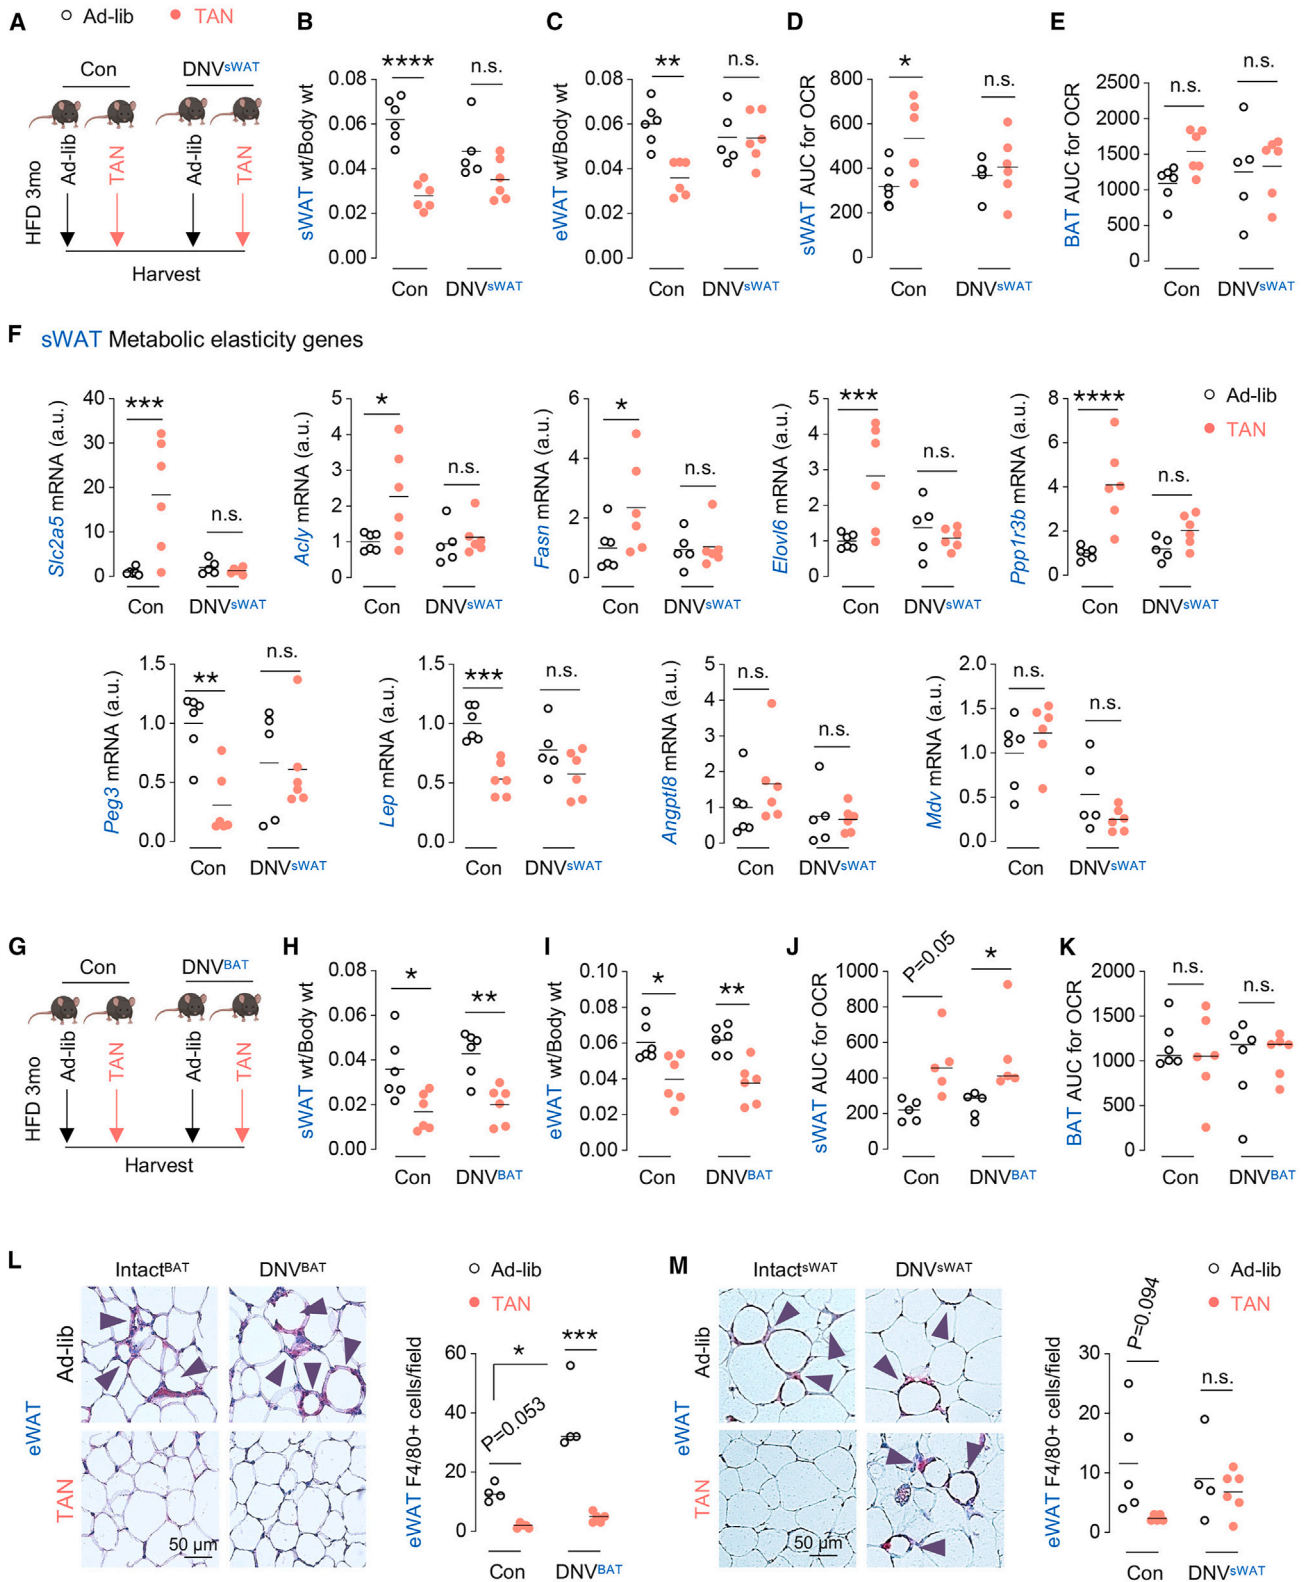 A
Ad-lib
TAN
Con
DNVsWAT
HFD 3mo
Ad-lib
TAN
Ad-lib
TAN
Harvest
B
sWAT wt/Body wt
0.08
0.06
0.04
0.02
0.00
****
n.s.
Con
DNVsWAT
C
eWAT wt/Body wt
0.08
0.06
0.04
0.02
0.00
**
n.s.
Con
DNVsWAT
D
sWAT AUC for OCR
800
600
400
200
0
*
n.s.
Con
DNVsWAT
E
BAT AUC for OCR
2500
2000
1500
1000
500
0
n.s.
n.s.
Con
DNVsWAT
F
sWAT Metabolic elasticity genes
Slc2a5 mRNA (a.u.)
40
30
20
10
0
***
n.s.
Con
DNVsWAT
Acly mRNA (a.u.)
5
4
3
2
1
0
*
n.s.
Con
DNVsWAT
Fasn mRNA (a.u.)
6
4
2
0
*
n.s.
Con
DNVsWAT
Elovl6 mRNA (a.u.)
5
4
3
2
1
0
***
n.s.
Con
DNVsWAT
Ppp1r3b mRNA (a.u.)
8
6
4
2
0
****
n.s.
Con
DNVsWAT
Ad-lib
TAN
Peg3 mRNA (a.u.)
1.5
1.0
0.5
0.0
**
n.s.
Con
DNVsWAT
Lep mRNA (a.u.)
1.5
1.0
0.5
0.0
***
n.s.
Con
DNVsWAT
Angptl8 mRNA (a.u.)
5
4
3
2
1
0
n.s.
n.s.
Con
DNVsWAT
Mdv mRNA (a.u.)
2.0
1.5
1.0
0.5
0.0
n.s.
n.s.
Con
DNVsWAT
G
Con
DNVBAT
HFD 3mo
Ad-lib
TAN
Ad-lib
TAN
Harvest
H
sWAT wt/Body wt
0.08
0.06
0.04
0.02
0.00
*
**
Con
DNVBAT
I
eWAT wt/Body wt
0.10
0.08
0.06
0.04
0.02
0.00
*
**
Con
DNVBAT
J
sWAT AUC for OCR
1000
800
600
400
200
0
P=0.05
*
Con
DNVBAT
K
BAT AUC for OCR
2000
1500
1000
500
0
n.s.
n.s.
Con
DNVBAT
L
IntactBAT
DNVBAT
eWAT
Ad-lib
TAN
50 µm
Ad-lib
TAN
eWAT F4/80+ cells/field
60
40
20
0
P=0.053
*
***
Con
DNVBAT
M
IntactsWAT
DNVsWAT
eWAT
Ad-lib
TAN
50 µm
Ad-lib
TAN
eWAT F4/80+ cells/field
30
20
10
0
P=0.094
n.s.
Con
DNVsWAT